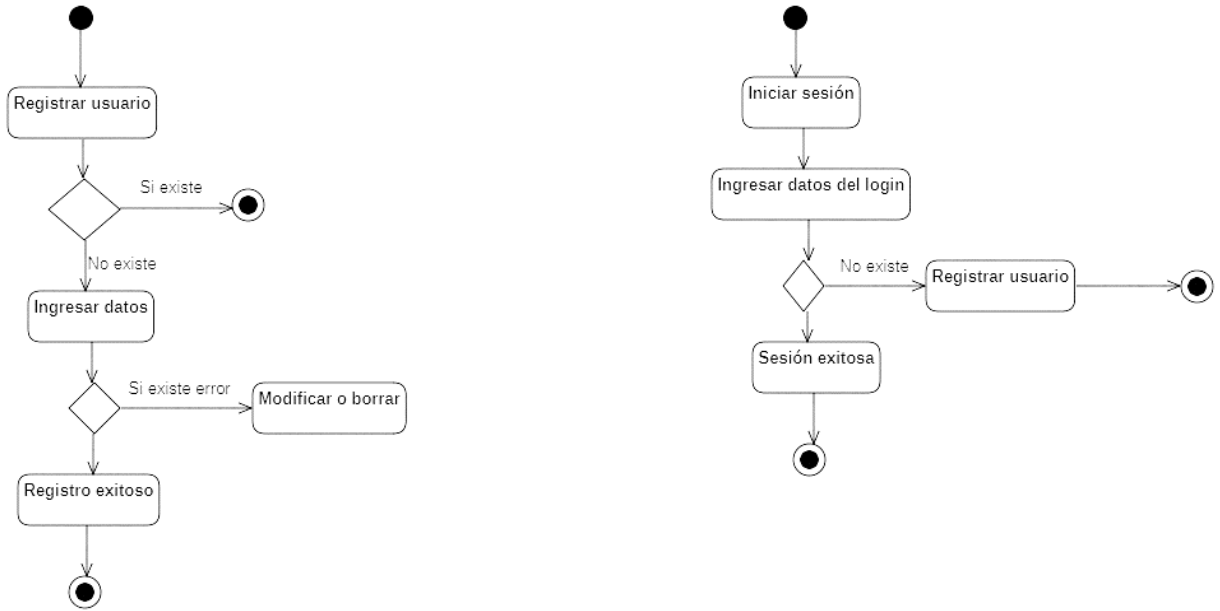 Registrar usuario
Si existe
No existe
Ingresar datos
Si existe error
Modificar o borrar
Registro exitoso
Iniciar sesión
Ingresar datos del login
No existe
Registrar usuario
Sesión exitosa